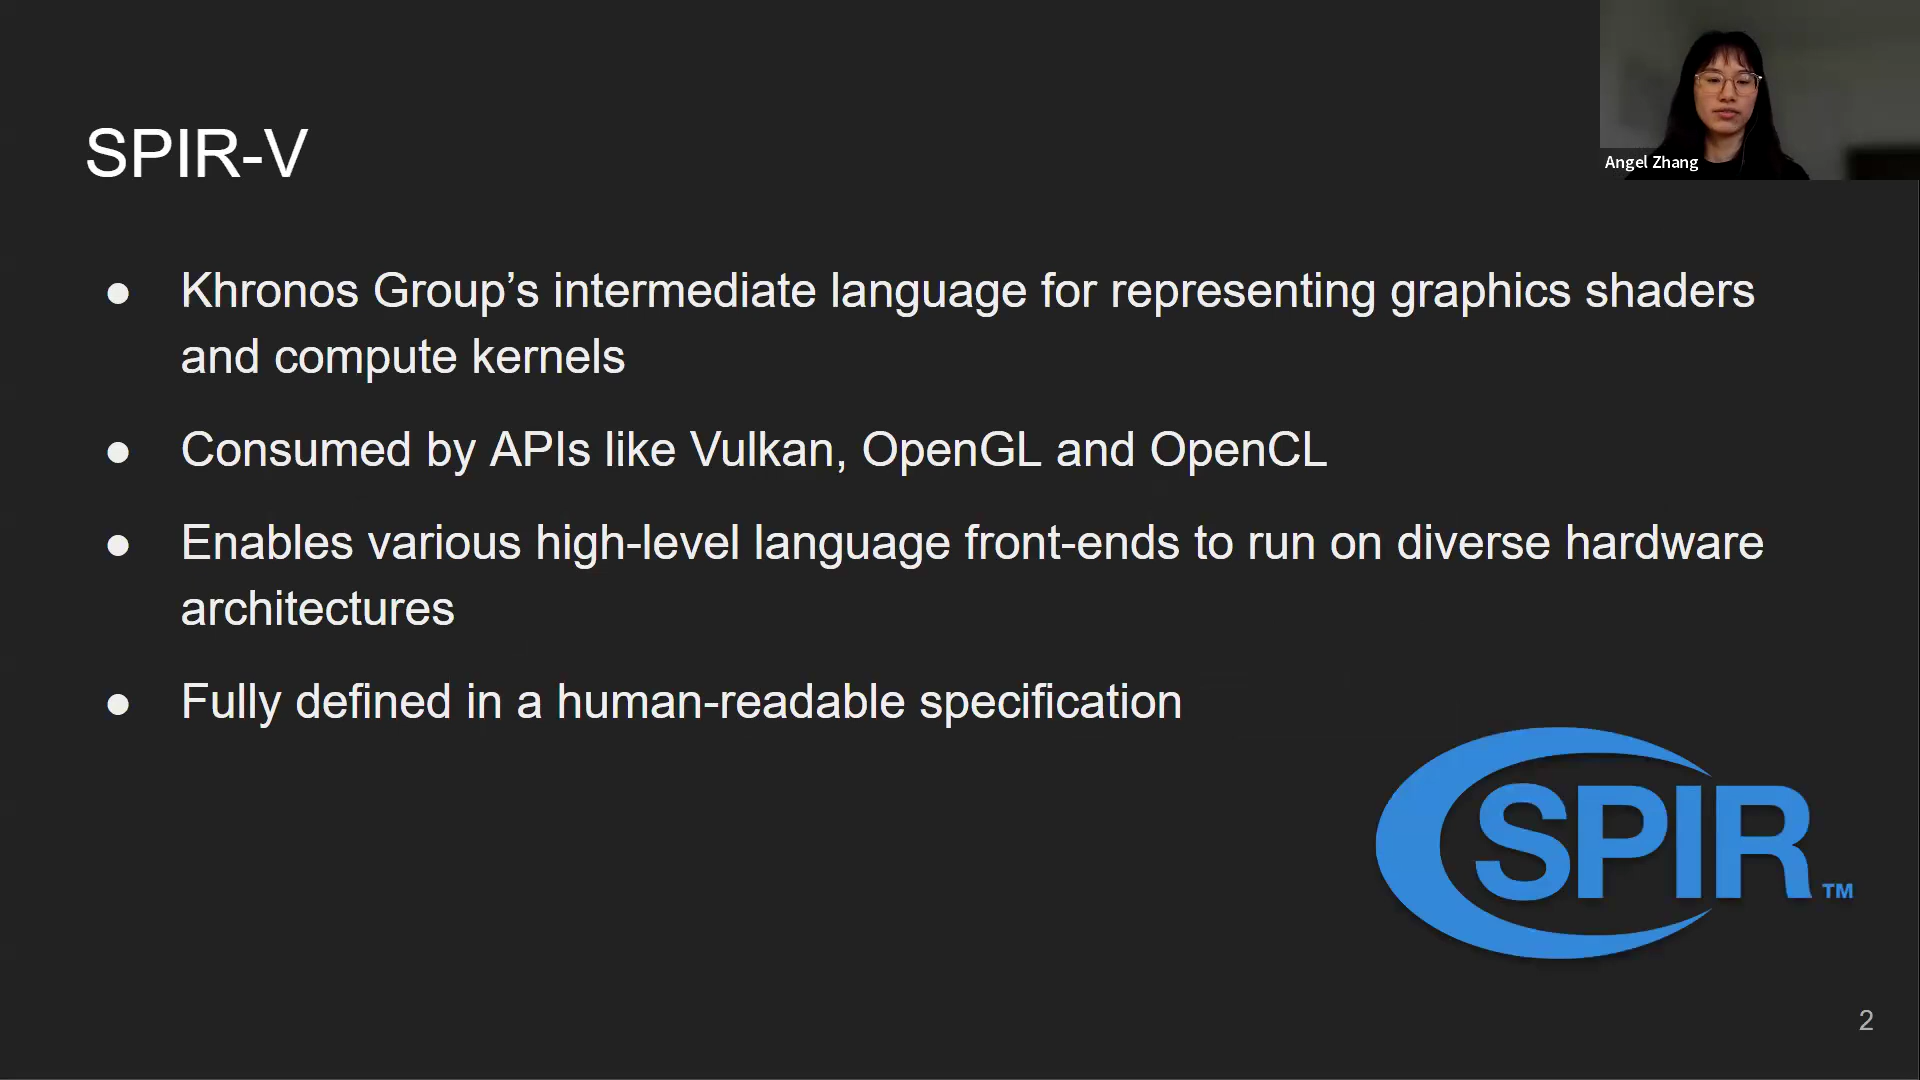 SPIR-V
Angel Zhang
● Khronos Group’s intermediate language for representing graphics shaders
and compute kernels
● Consumed by APIs like Vulkan, OpenGL and OpenCL
● Enables various high-level language front-ends to run on diverse hardware
architectures
● Fully defined in a human-readable specification
SPIR™
2